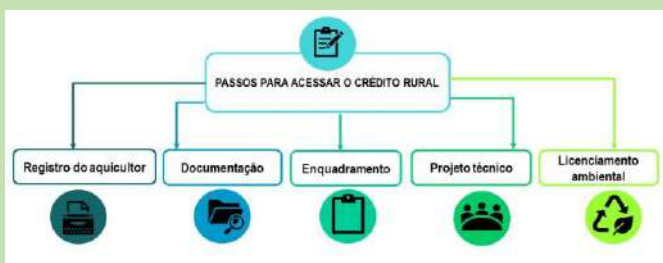 PASSOS PARA ACESSAR O CRÉDITO RURAL
Registro do aquicultor
Documentação
Enquadramento
Projeto técnico
Licenciamento
ambiental